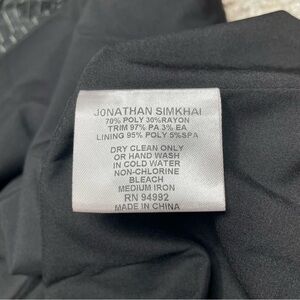 JONATHAN SIMKHAI
70% POLY 30%RAYON
TRIM 97% PA 3% EA
LINING 95% POLY 5%SPA
DRY CLEAN ONLY
OR HAND WASH
IN COLD WATER
NON-CHLORINE
BLEACH
MEDIUM IRON
RN 94992
MADE IN CHINA